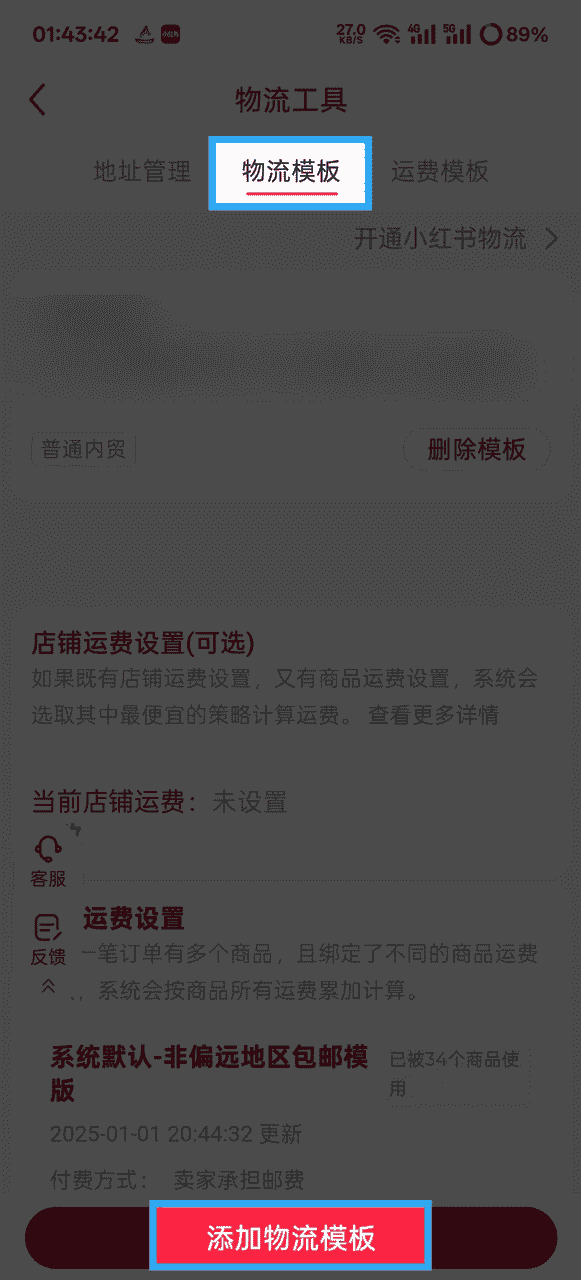 01:43:42 小红书 27.0 KB/S 4G 5G 89%
物流工具
地址管理 物流模板 运费模板
开通小红书物流
普通内贸 删除模板
店铺运费设置(可选)
如果既有店铺运费设置，又有商品运费设置，系统会
选取其中最便宜的策略计算运费。 查看更多详情
当前店铺运费： 未设置
客服
运费设置
反馈 一笔订单有多个商品，且绑定了不同的商品运费
，系统会按商品所有运费累加计算。
系统默认-非偏远地区包邮模
版
已被34个商品使
用
2025-01-01 20:44:32 更新
付费方式： 卖家承担邮费
添加物流模板